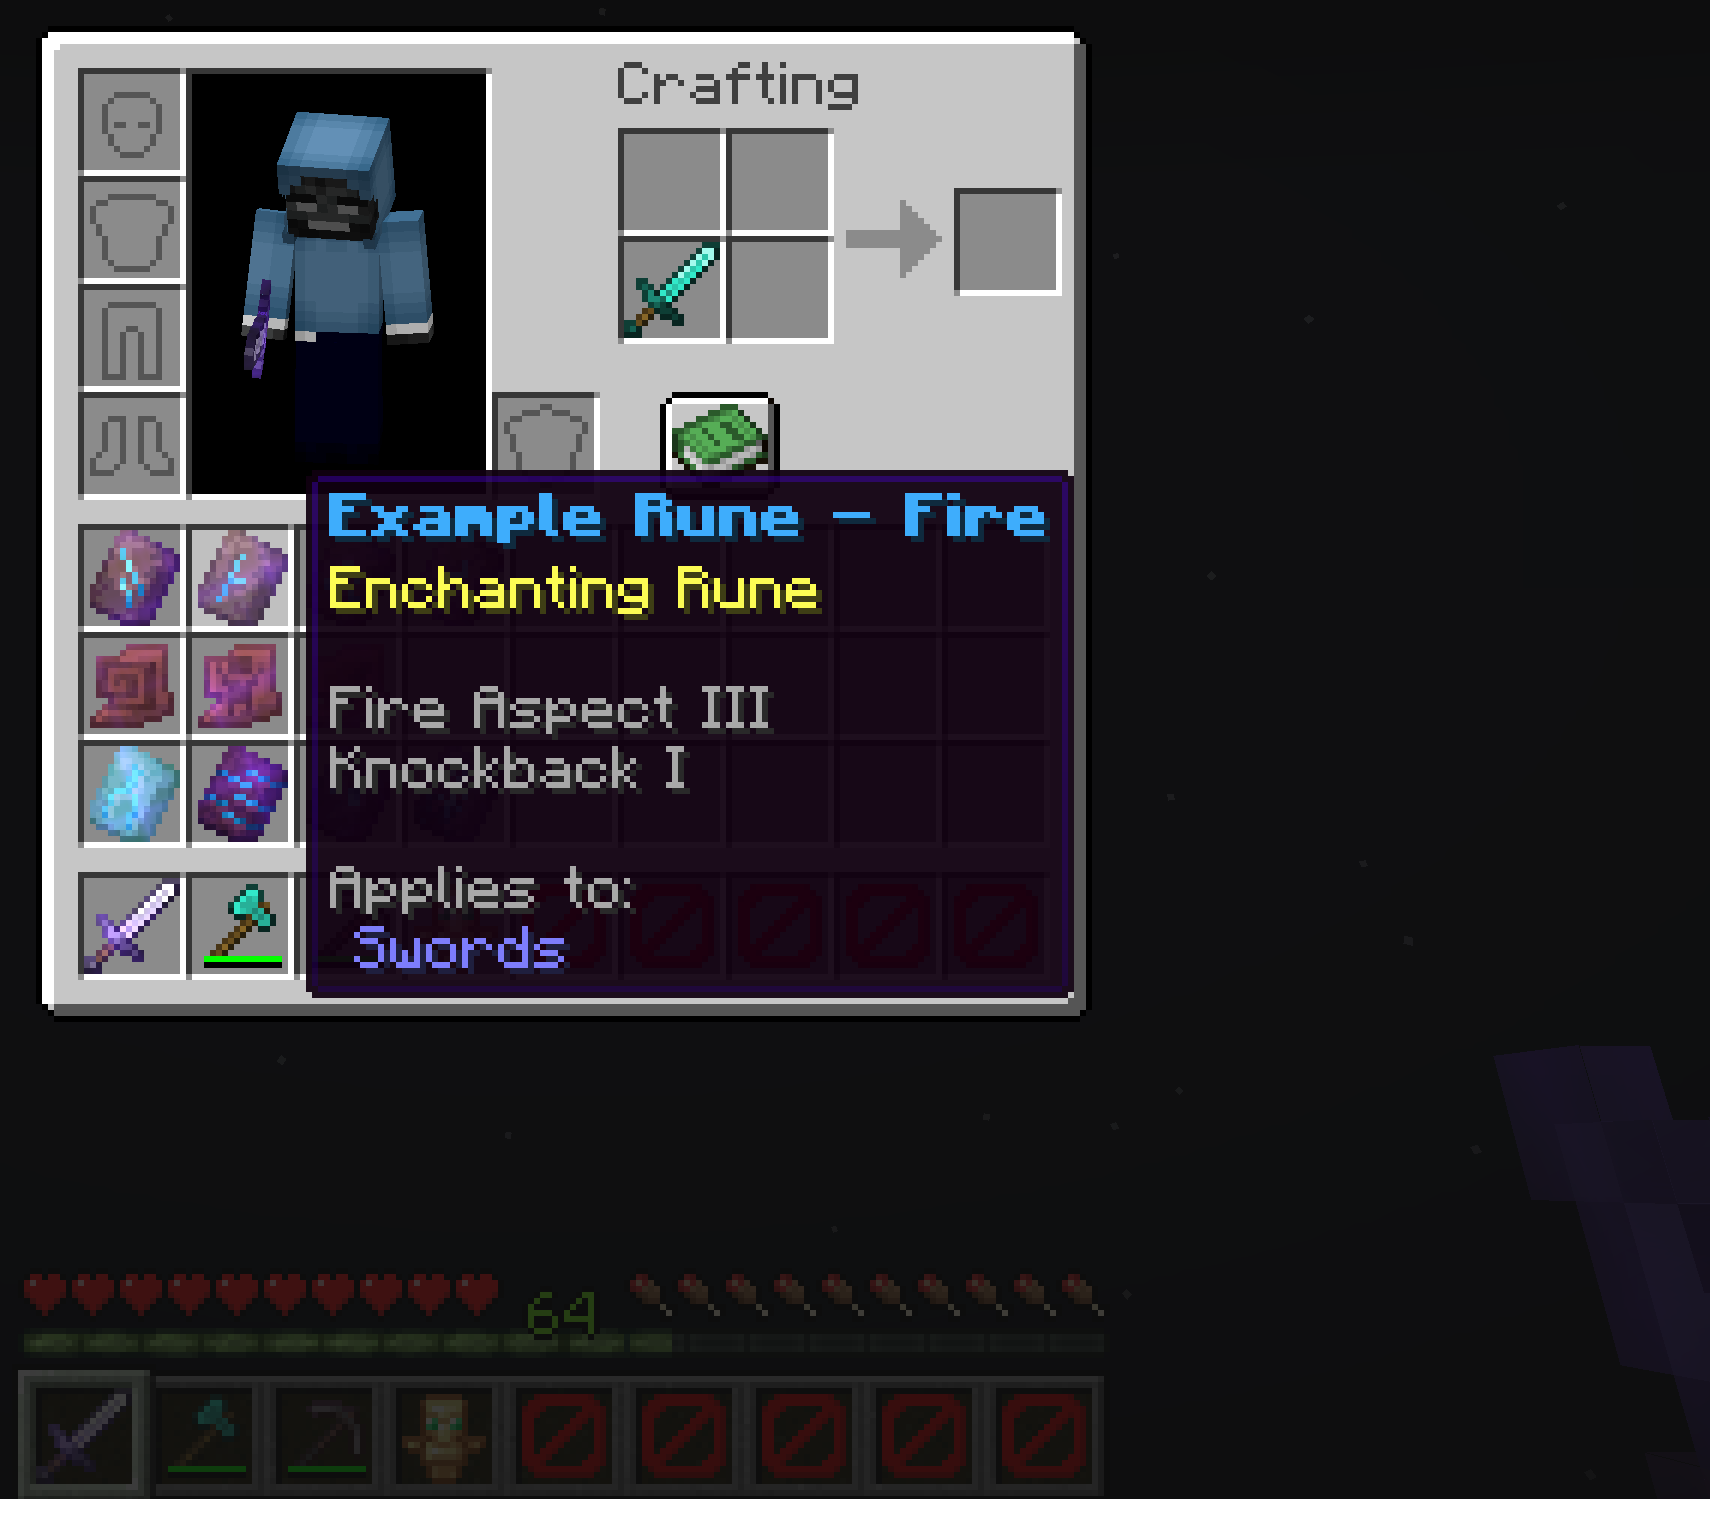 Crafting
Example Rune - Fire
Enchanting Rune
Fire Aspect III
Knockback I
Applies to:
Swords
64